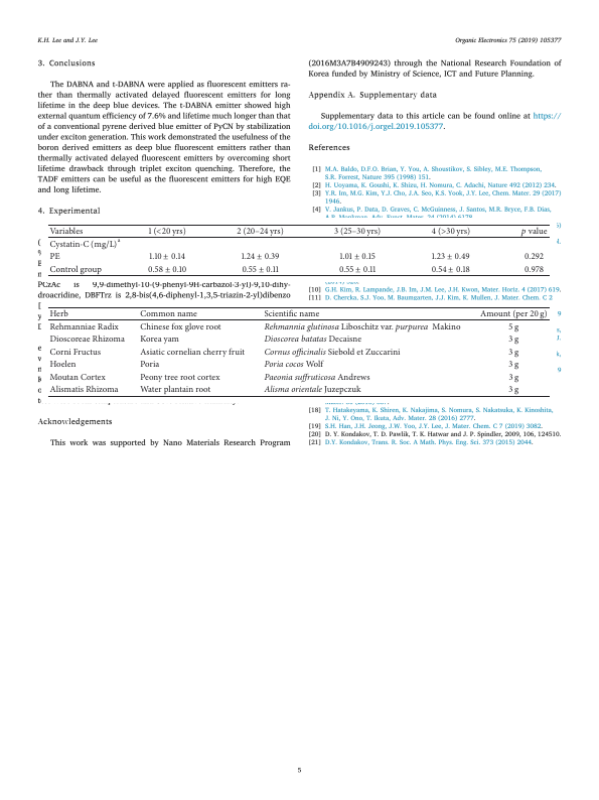 K.H. Lee and J.Y. Lee
Organic Electronics 75 (2019) 105377
3. Conclusions
The DABNA and t-DABNA were applied as fluorescent emitters ra-
ther than thermally activated delayed fluorescent emitters for long
lifetime in the deep blue devices. The t-DABNA emitter showed high
external quantum efficiency of 7.6% and lifetime much longer than that
of a conventional pyrene derived blue emitter of PyCN by stabilization
under exciton generation. This work demonstrated the usefulness of the
boron derived emitters as deep blue fluorescent emitters rather than
thermally activated delayed fluorescent emitters by overcoming short
lifetime drawback through triplet exciton quenching. Therefore, the
TADF emitters can be useful as the fluorescent emitters for high EQE
and long lifetime.
4. Experimental
(2016M3A7B4909243) through the National Research Foundation of
Korea funded by Ministry of Science, ICT and Future Planning.
Appendix A. Supplementary data
Supplementary data to this article can be found online at https://
doi.org/10.1016/j.orgel.2019.105377.
References
[1] M.A. Baldo, D.F.O. Brian, Y. You, A. Shoustikov, S. Sibley, M.E. Thompson,
S.R. Forrest, Nature 395 (1998) 151.
[2] H. Uoyama, K. Goushi, K. Shizu, H. Nomura, C. Adachi, Nature 492 (2012) 234.
[3] Y.R. Im, M.G. Kim, Y.J. Cho, J.A. Seo, K.S. Yook, J.Y. Lee, Chem. Mater. 29 (2017)
1946.
[4] V. Jankus, P. Data, D. Graves, C. McGuinness, J. Santos, M.R. Bryce, F.B. Dias,
Variables 1 (<20 yrs) 2 (20–24 yrs) 3 (25–30 yrs) 4 (>30 yrs) p value
Cystatin-C (mg/L)a
PE 1.10 ± 0.14 1.24 ± 0.39 1.01 ± 0.15 1.23 ± 0.49 0.292
Control group 0.58 ± 0.10 0.55 ± 0.11 0.55 ± 0.11 0.54 ± 0.18 0.978
PCzAc is 9,9-dimethyl-10-(9-phenyl-9H-carbazol-3-yl)-9,10-dihy-
droacridine, DBFTrz is 2,8-bis(4,6-diphenyl-1,3,5-triazin-2-yl)dibenzo
[10] G.H. Kim, R. Lampande, J.B. Im, J.M. Lee, J.H. Kwon, Mater. Horiz. 4 (2017) 619.
[11] D. Chercka, S.J. Yoo, M. Baumgarten, J.J. Kim, K. Mullen, J. Mater. Chem. C 2
Herb Common name Scientific name Amount (per 20 g)
Rehmanniae Radix Chinese fox glove root Rehmannia glutinosa Liboschitz var. purpurea Makino 5 g
Dioscoreae Rhizoma Korea yam Dioscorea batatas Decaisne 3 g
Corni Fructus Asiatic cornelian cherry fruit Cornus officinalis Siebold et Zuccarini 3 g
Hoelen Poria Poria cocos Wolf 3 g
Moutan Cortex Peony tree root cortex Paeonia suffruticosa Andrews 3 g
Alismatis Rhizoma Water plantain root Alisma orientale Juzepczuk 3 g
Acknowledgements
This work was supported by Nano Materials Research Program
[18] T. Hatakeyama, K. Shiren, K. Nakajima, S. Nomura, S. Nakatsuka, K. Kinoshita,
J. Ni, Y. Ono, T. Ikuta, Adv. Mater. 28 (2016) 2777.
[19] S.H. Han, J.H. Jeong, J.W. Yoo, J.Y. Lee, J. Mater. Chem. C 7 (2019) 3082.
[20] D. Y. Kondakov, T. D. Pawlik, T. K. Hatwar and J. P. Spindler, 2009, 106, 124510.
[21] D.Y. Kondakov, Trans. R. Soc. A Math. Phys. Eng. Sci. 373 (2015) 2044.
5